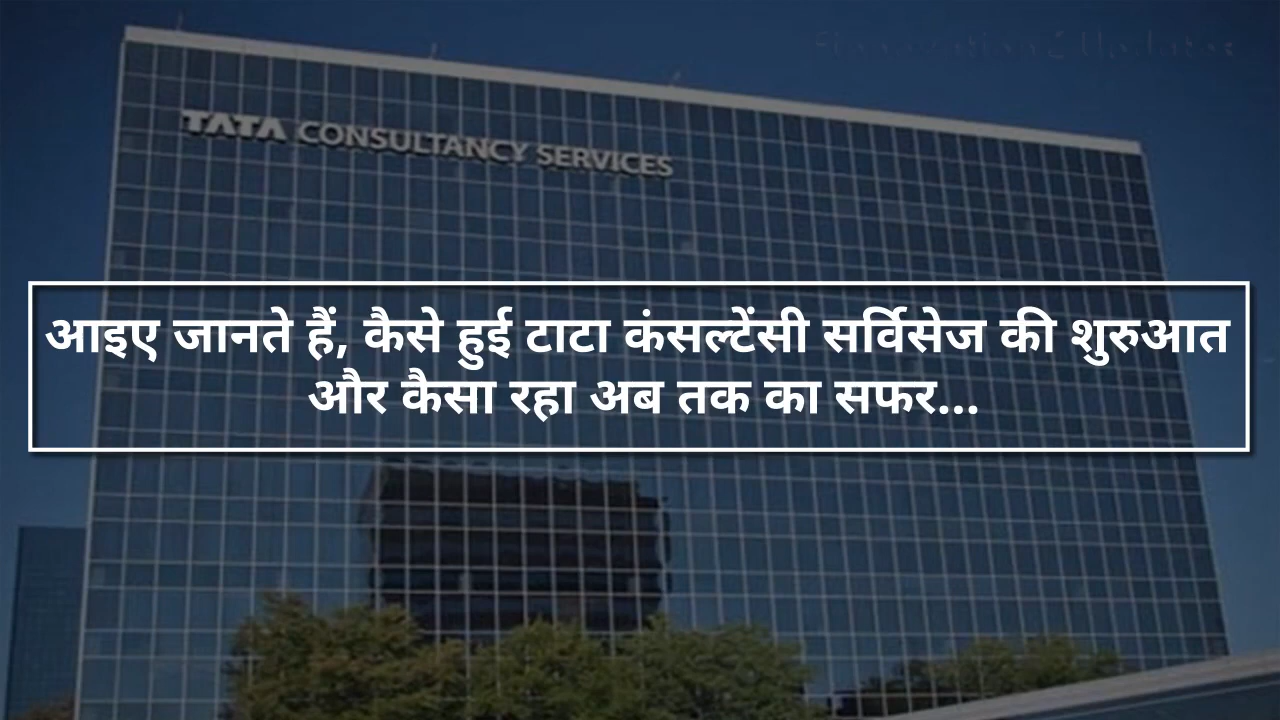 TATA CONSULTANCY SERVICES
आइए जानते हैं, कैसे हुई टाटा कंसल्टेंसी सर्विसेज की शुरुआत
और कैसा रहा अब तक का सफर...